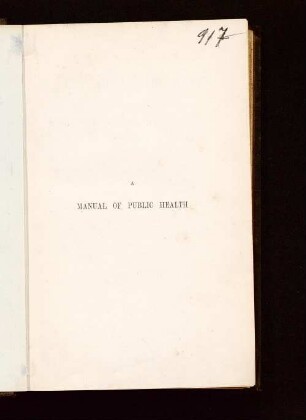 917
A
MANUAL OF PUBLIC HEALTH